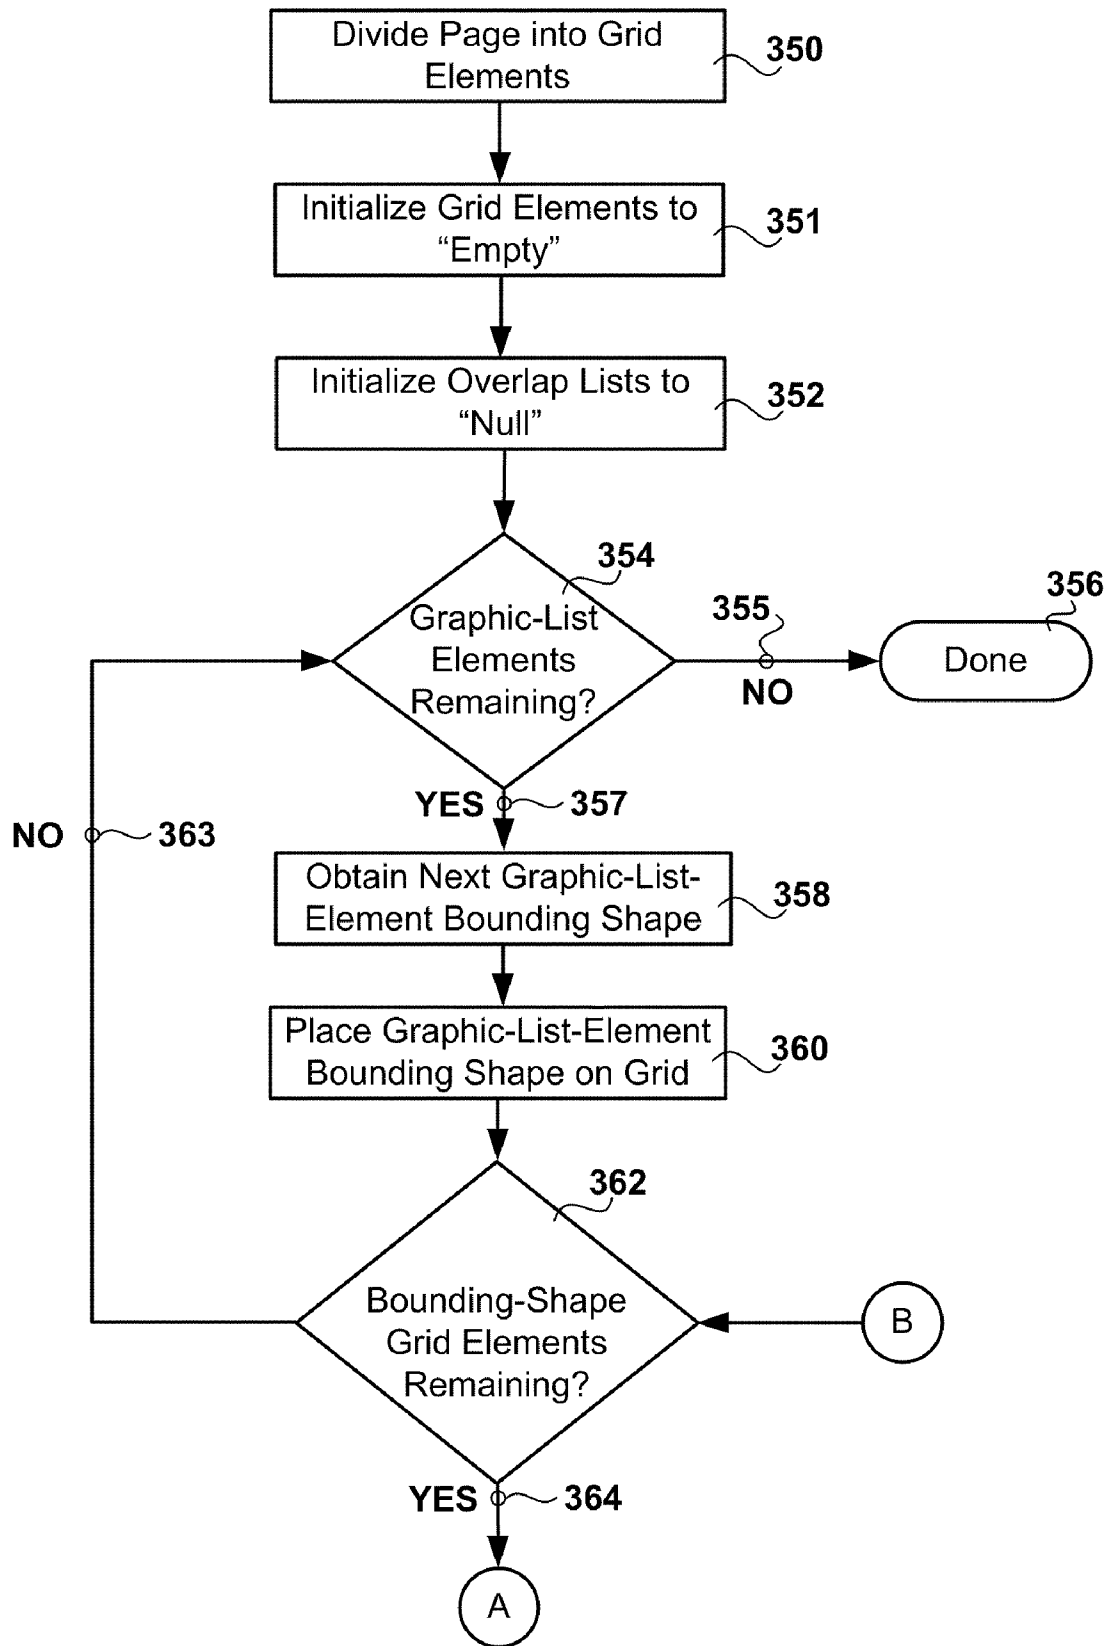 Divide Page into Grid
Elements
350
Initialize Grid Elements to
“Empty”
351
Initialize Overlap Lists to
“Null”
352
354
Graphic-List
Elements
Remaining?
355
NO
356
Done
YES
357
NO
363
Obtain Next Graphic-List-
Element Bounding Shape
358
Place Graphic-List-Element
Bounding Shape on Grid
360
362
Bounding-Shape
Grid Elements
Remaining?
B
YES
364
A